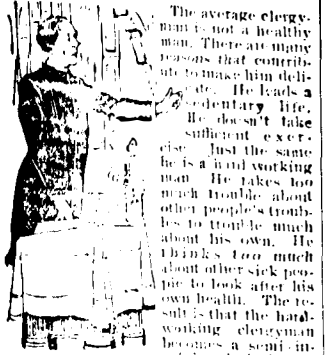 The average clergy-
man is not a healthy
man. There are many
reasons that contrib-
ute to make him deli-
cate. He leads a
sedentary life.
He doesn't take
sufficient exer-
cise Just the same
he is a hard working
man He takes too
much trouble about
other people's troub-
les to trouble much
about his own. He
thinks too much
about other sick peo-
ple to look after his
own health. The re-
sult is that the hard-
working clergyman
becomes a semi-in-